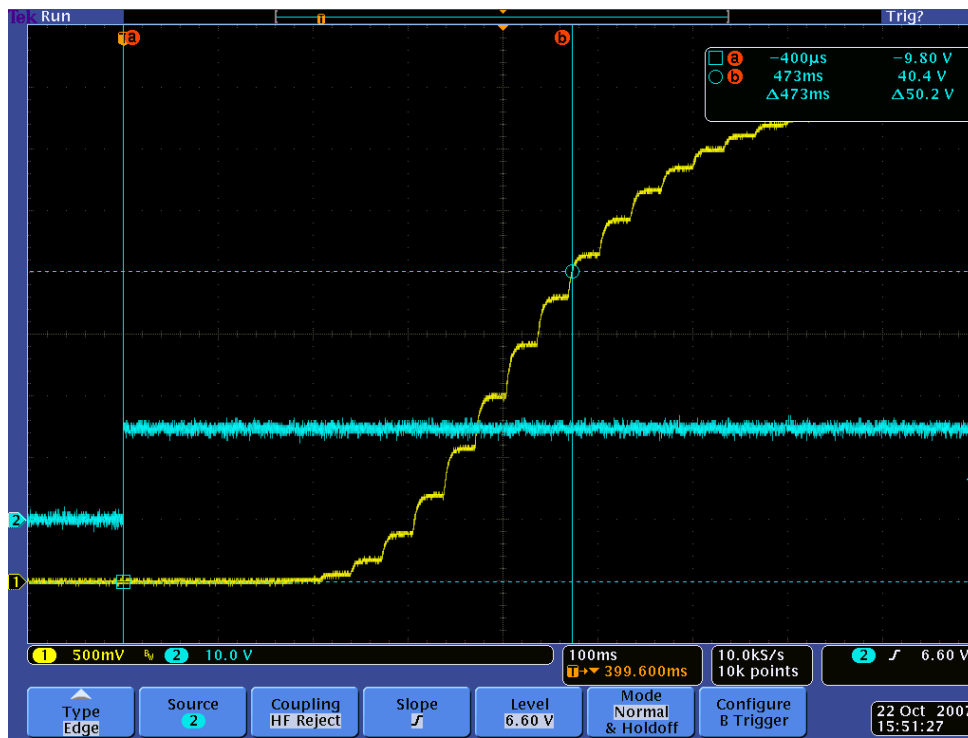 Tek Run Trig?
T a b
a −400µs −9.80 V
b 473ms 40.4 V
Δ473ms Δ50.2 V
2
1
1 500mV BW 2 10.0 V
100ms
T→▼ 399.600ms
10.0kS/s
10k points
2 6.60 V
Type
Edge
Source
2
Coupling
HF Reject
Slope
Level
6.60 V
Mode
Normal
& Holdoff
Configure
B Trigger
22 Oct 2007
15:51:27